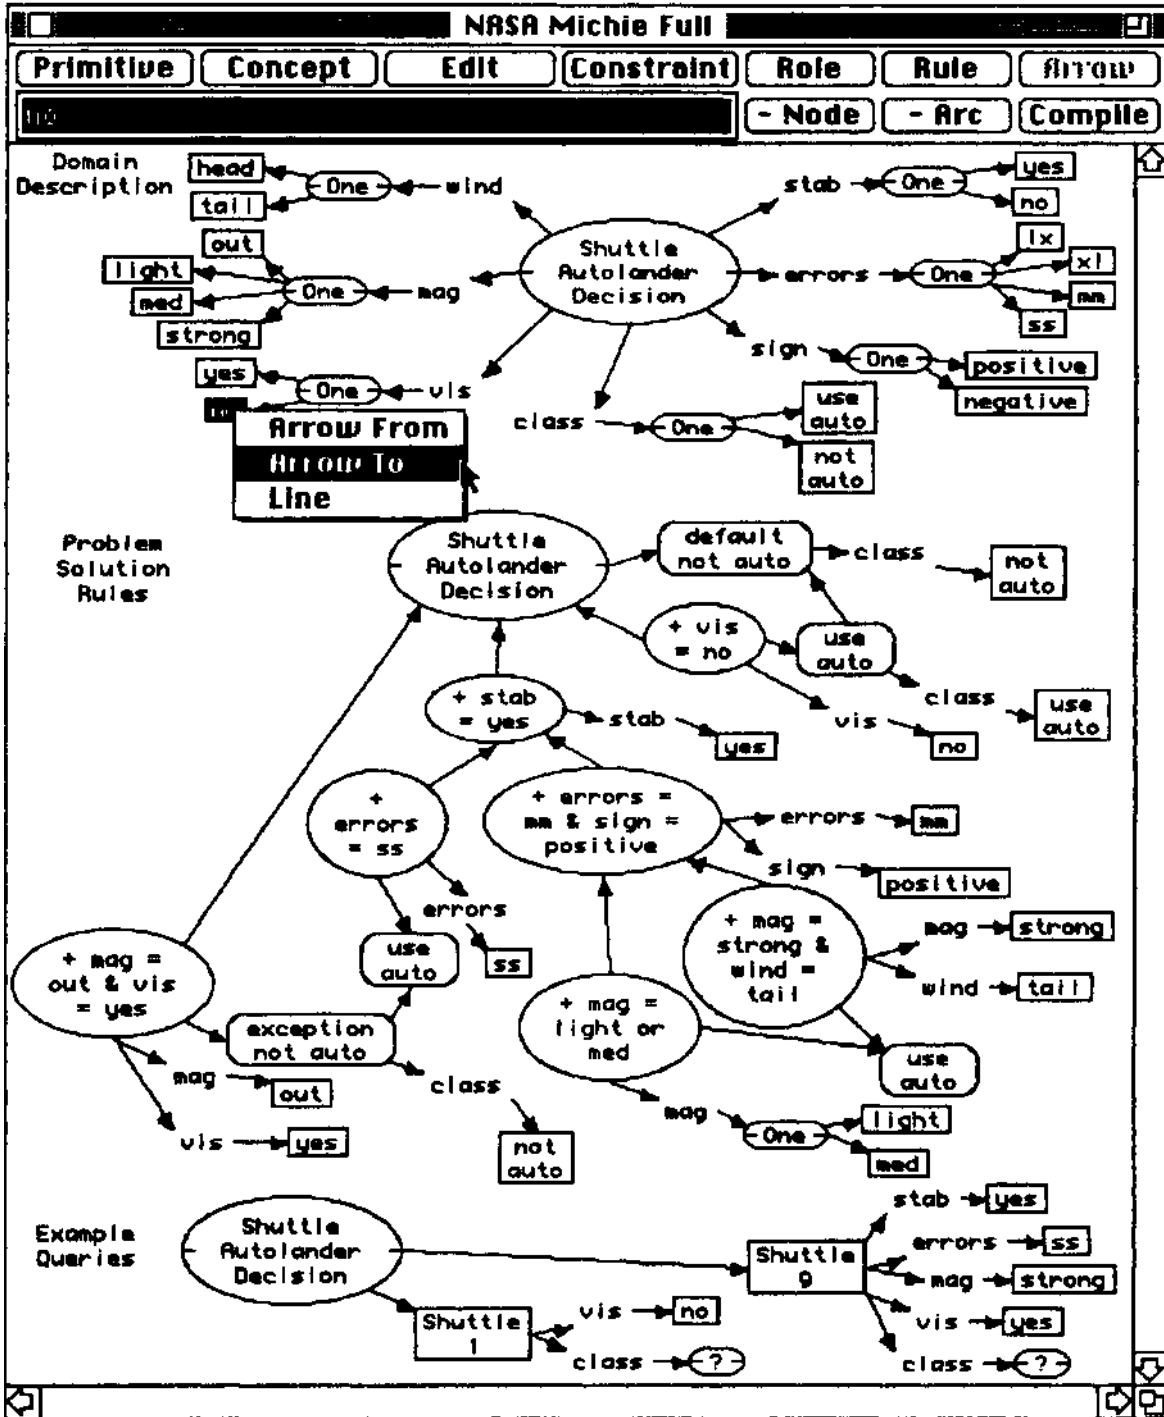 NASA Michie Full
Primitive Concept Edit Constraint Role Rule Arrow
no - Node - Arc Compile
Domain
Description
head
tail
One
wind
out
light
med
strong
One
mag
yes
no
One
vis
Arrow From
Arrow To
Line
Shuttle
Autolander
Decision
stab
One
yes
no
errors
One
lx
xl
mm
ss
sign
One
positive
negative
class
One
use
auto
not
auto
Problem
Solution
Rules
Shuttle
Autolander
Decision
default
not auto
class
not
auto
+ vis
= no
use
auto
class
use
auto
vis
no
+ stab
= yes
stab
yes
+
errors
= ss
errors
ss
use
auto
+ errors =
mm & sign =
positive
errors
mm
sign
positive
+ mag =
strong &
wind =
tail
mag
strong
wind
tail
+ mag =
out & vis
= yes
exception
not auto
mag
out
vis
yes
class
not
auto
+ mag =
light or
med
use
auto
mag
One
light
med
Example
Queries
Shuttle
Autolander
Decision
Shuttle
1
vis
no
class
?
Shuttle
9
stab
yes
errors
ss
mag
strong
vis
yes
class
?